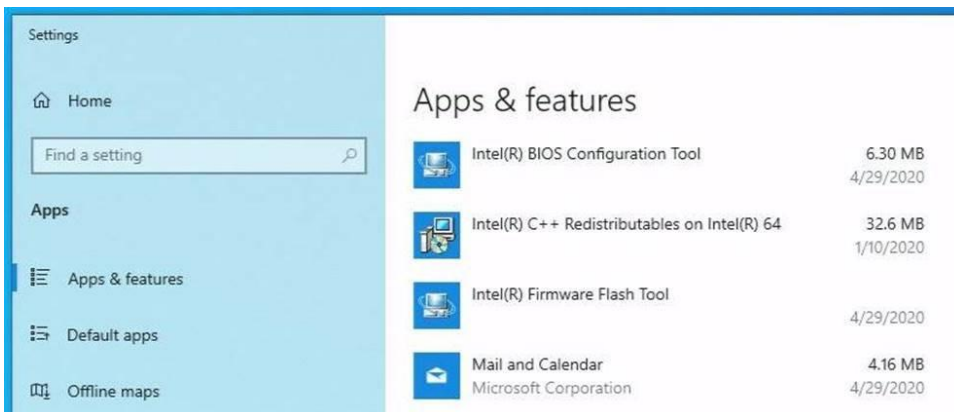 Settings
Home
Find a setting
Apps
Apps & features
Default apps
Offline maps
Apps & features
Intel(R) BIOS Configuration Tool
6.30 MB
4/29/2020
Intel(R) C++ Redistributables on Intel(R) 64
32.6 MB
1/10/2020
Intel(R) Firmware Flash Tool
4/29/2020
Mail and Calendar
4.16 MB
Microsoft Corporation
4/29/2020